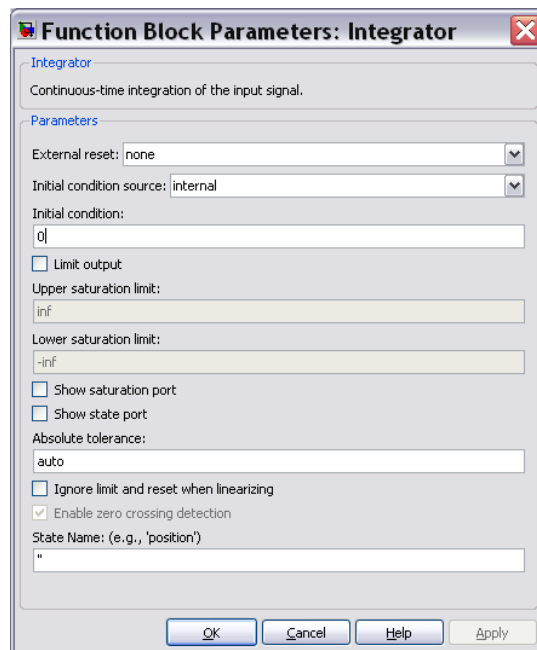 Function Block Parameters: Integrator
Integrator
Continuous-time integration of the input signal.
Parameters
External reset: none
Initial condition source: internal
Initial condition:
0
Limit output
Upper saturation limit:
inf
Lower saturation limit:
-inf
Show saturation port
Show state port
Absolute tolerance:
auto
Ignore limit and reset when linearizing
Enable zero crossing detection
State Name: (e.g., 'position')
''
OK Cancel Help Apply